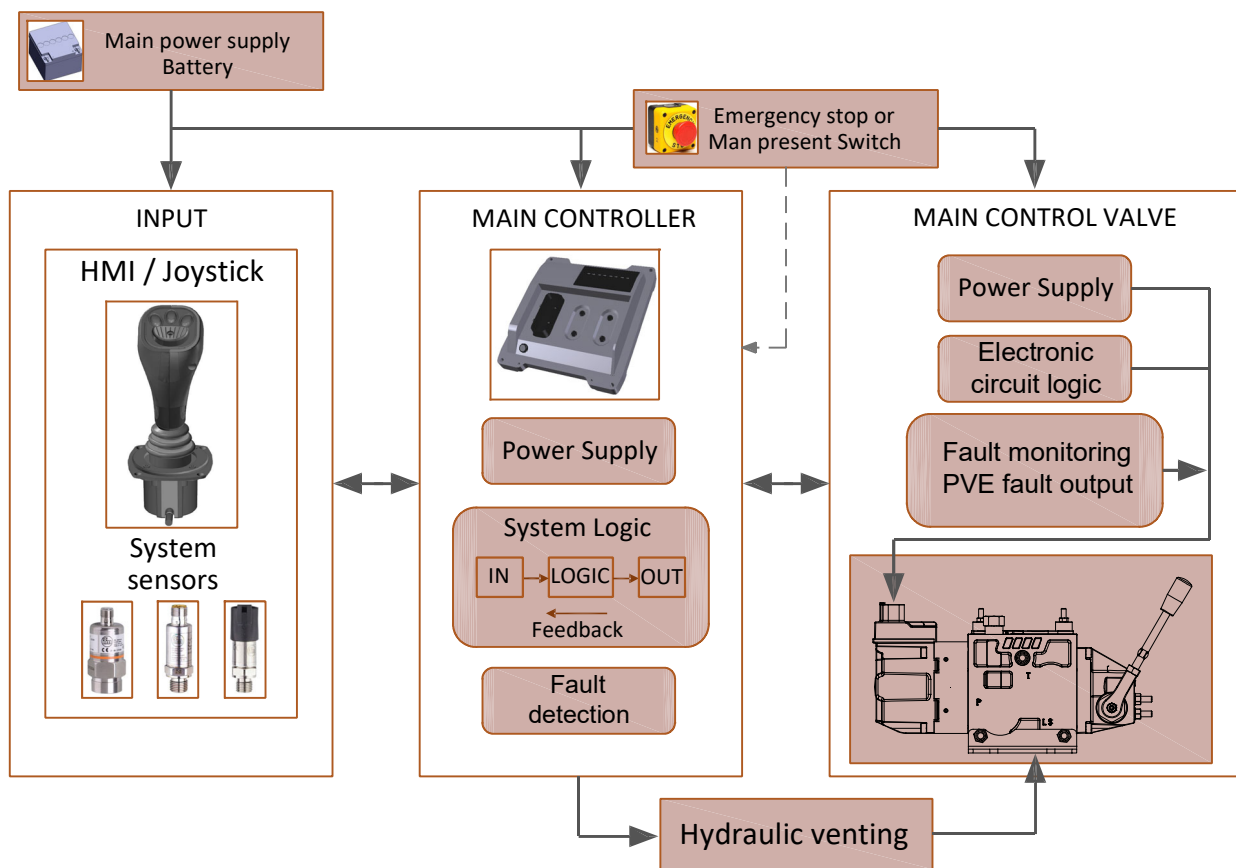 Main power supply
Battery
EMERGENCY
Emergency stop or
Man present Switch
INPUT
HMI / Joystick
System
sensors
MAIN CONTROLLER
Power Supply
System Logic
IN
LOGIC
OUT
Feedback
Fault
detection
MAIN CONTROL VALVE
Power Supply
Electronic
circuit logic
Fault monitoring
PVE fault output
T
P
LS
Hydraulic venting